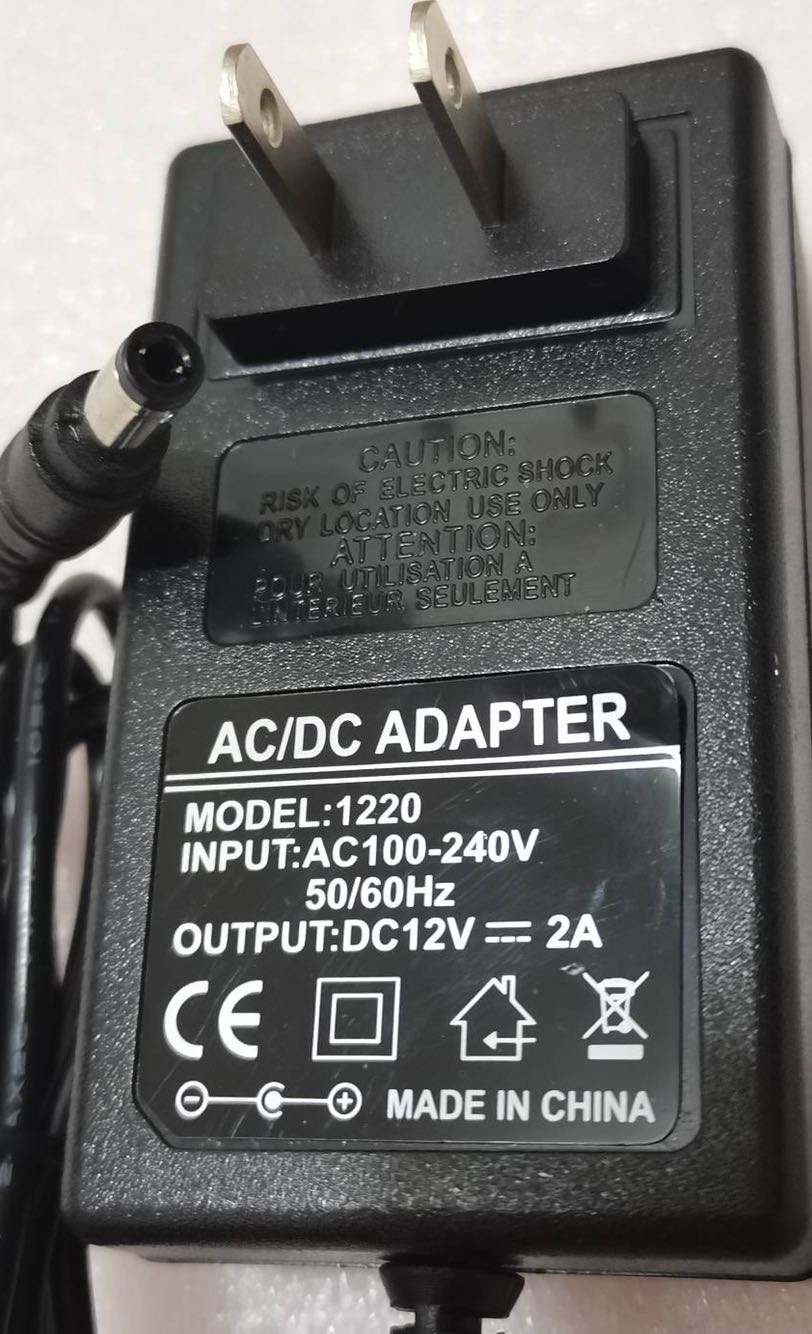 CAUTION:
RISK OF ELECTRIC SHOCK
DRY LOCATION USE ONLY
ATTENTION:
POUR UTILISATION A
L'INTERIEUR SEULEMENT
AC/DC ADAPTER
MODEL:1220
INPUT:AC100-240V
50/60Hz
OUTPUT:DC12V ⎓ 2A
CE
MADE IN CHINA